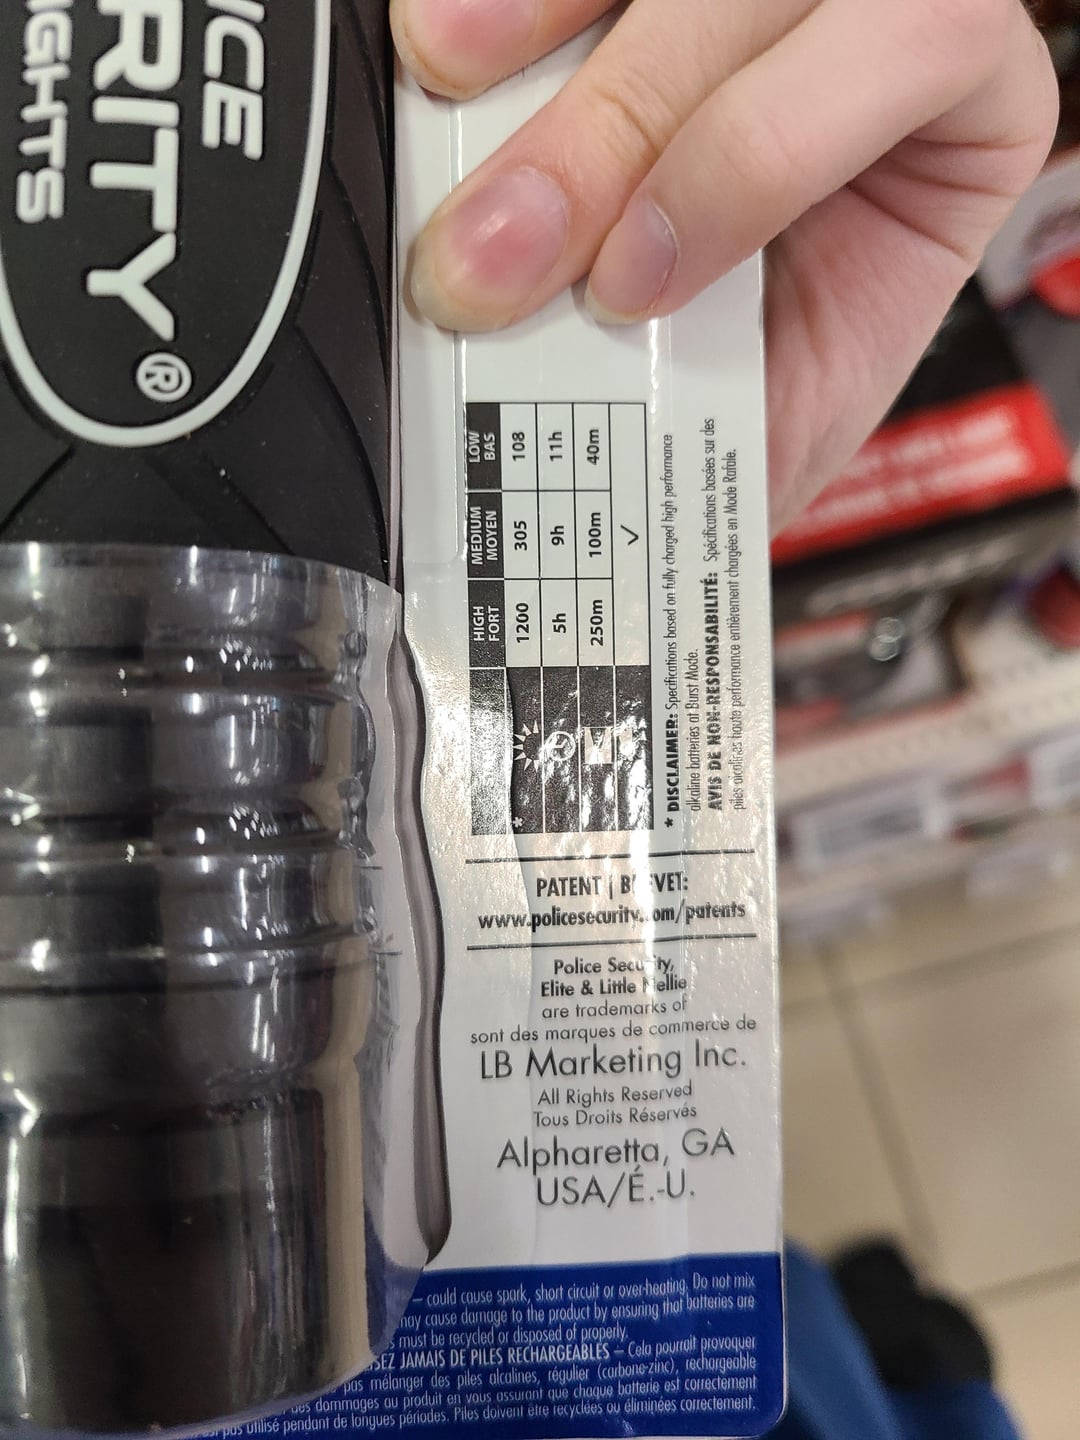 ICE
RITY®
IGHTS
HIGH FORT | MEDIUM MOYEN | LOW BAS
1200 | 305 | 108
5h | 9h | 11h
250m | 100m | 40m
✓
* DISCLAIMER: Specifications based on fully charged high performance
alkaline batteries at Burst Mode.
AVIS DE NON-RESPONSABILITÉ: Spécifications basées sur des
piles alcalines haute performance entièrement chargées en Mode Rafale.
PATENT | BREVET:
www.policesecurity.com/patents
Police Security,
Elite & Little Nellie
are trademarks of
sont des marques de commerce de
LB Marketing Inc.
All Rights Reserved
Tous Droits Réservés
Alpharetta, GA
USA/É.-U.
– could cause spark, short circuit or over-heating. Do not mix
may cause damage to the product by ensuring that batteries are
must be recycled or disposed of properly.
SEZ JAMAIS DE PILES RECHARGEABLES – Cela pourrait provoquer
pas mélanger des piles alcalines, régulier (carbone-zinc), rechargeable
des dommages au produit en vous assurant que chaque batterie est correctement
pas utilisé pendant de longues périodes. Piles doivent être recyclées ou éliminées correctement.